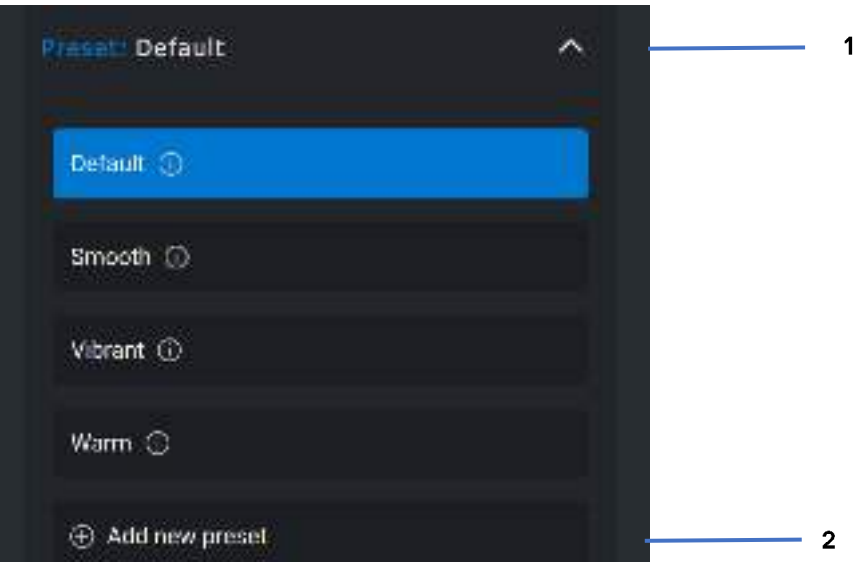 Preset: Default
1
Default
Smooth
Vibrant
Warm
Add new preset
2